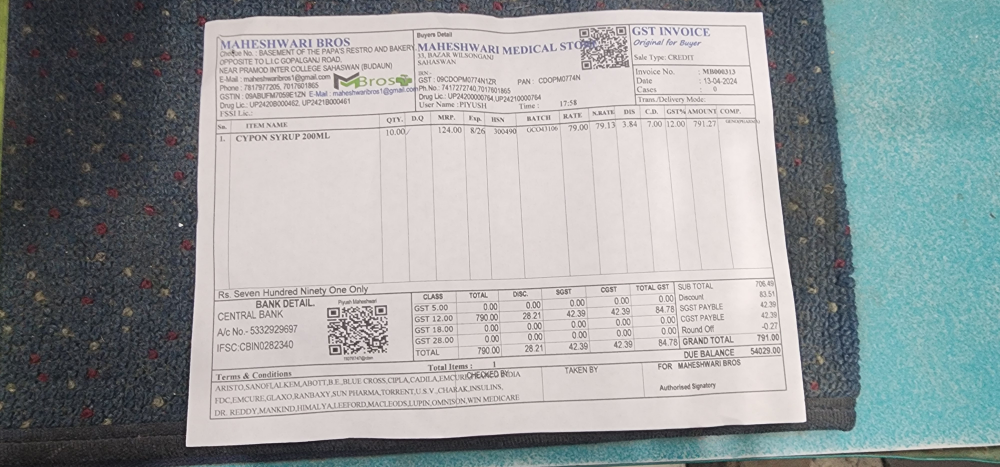 MAHESHWARI BROS
Cheque No. : BASEMENT OF THE PAPA'S RESTRO AND BAKERY
OPPOSITE TO L.I.C GOPALGANJ ROAD,
NEAR PRAMOD INTER COLLEGE SAHASWAN (BUDAUN)
E-Mail : maheshwaribros1@gmail.com
Phone : 7817977205, 7017601865
GSTIN : 09ABUFM7059E1ZN E-Mail : maheshwaribros1@gmail.com
Drug Lic.: UP2420B000462, UP2421B000461
FSSI Lic.:
MBros
Buyers Detail
MAHESHWARI MEDICAL STORE
11, BAZAR WILSONGANJ
SAHASWAN
GST : 09CDOPM0774N1ZR PAN : CDOPM0774N
Ph.No.: 7417272740,7017601865
Drug Lic.: UP24200000764,UP24210000764
User Name : PIYUSH Time : 17:58
GST INVOICE
Original for Buyer
Sale Type: CREDIT
Invoice No. : MB000313
Date : 13-04-2024
Cases : 0
Trans./Delivery Mode:
Sn. ITEM NAME QTY. D.Q MRP. Exp. HSN BATCH RATE N.RATE DIS C.D. GST% AMOUNT COMP.
1. CYPON SYRUP 200ML 10.00 124.00 8/26 300490 GCO43106 79.00 79.13 3.84 7.00 12.00 791.27
Rs. Seven Hundred Ninety One Only
BANK DETAIL.
CENTRAL BANK
A/c No.- 5332929697
IFSC:CBIN0282340
Piyush Maheshwari
CLASS TOTAL DISC. SGST CGST TOTAL GST
GST 5.00 0.00 0.00 0.00 0.00 0.00
GST 12.00 790.00 28.21 42.39 42.39 84.78
GST 18.00 0.00 0.00 0.00 0.00 0.00
GST 28.00 0.00 0.00 0.00 0.00 0.00
TOTAL 790.00 28.21 42.39 42.39 84.78
SUB TOTAL 706.49
Discount 83.51
SGST PAYBLE 42.39
CGST PAYBLE 42.39
Round Off -0.27
GRAND TOTAL 791.00
DUE BALANCE 54029.00
Total Items : 1
Terms & Conditions
ARISTO,SANOFI,ALKEM,ABOTT,B.E.,BLUE CROSS,CIPLA,CADILA,EMCURE
FDC,EMCURE,GLAXO,RANBAXY,SUN PHARMA,TORRENT,U.S.V.,CHARAK,INSULINS,
DR. REDDY,MANKIND,HIMALYA,LEEFORD,MACLEODS,LUPIN,OMNISON,WIN MEDICARE
CHECKED BY
TAKEN BY
FOR MAHESHWARI BROS
Authorised Signatory